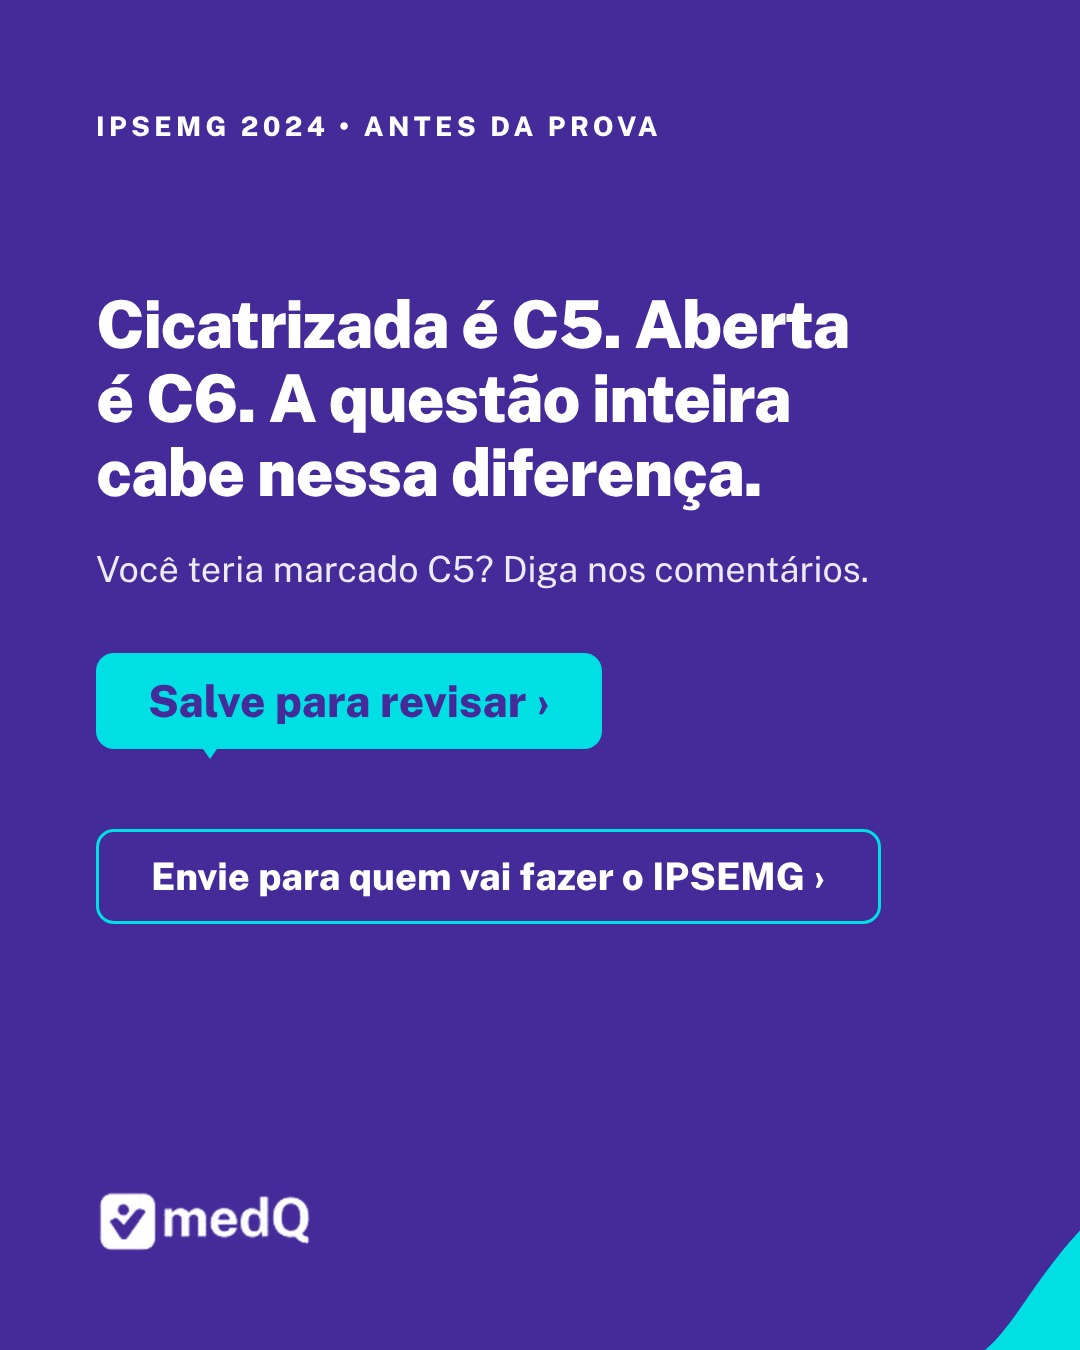 IPSEMG 2024 • ANTES DA PROVA
Cicatrizada é C5. Aberta
é C6. A questão inteira
cabe nessa diferença.
Você teria marcado C5? Diga nos comentários.
Salve para revisar ›
Envie para quem vai fazer o IPSEMG ›
medQ